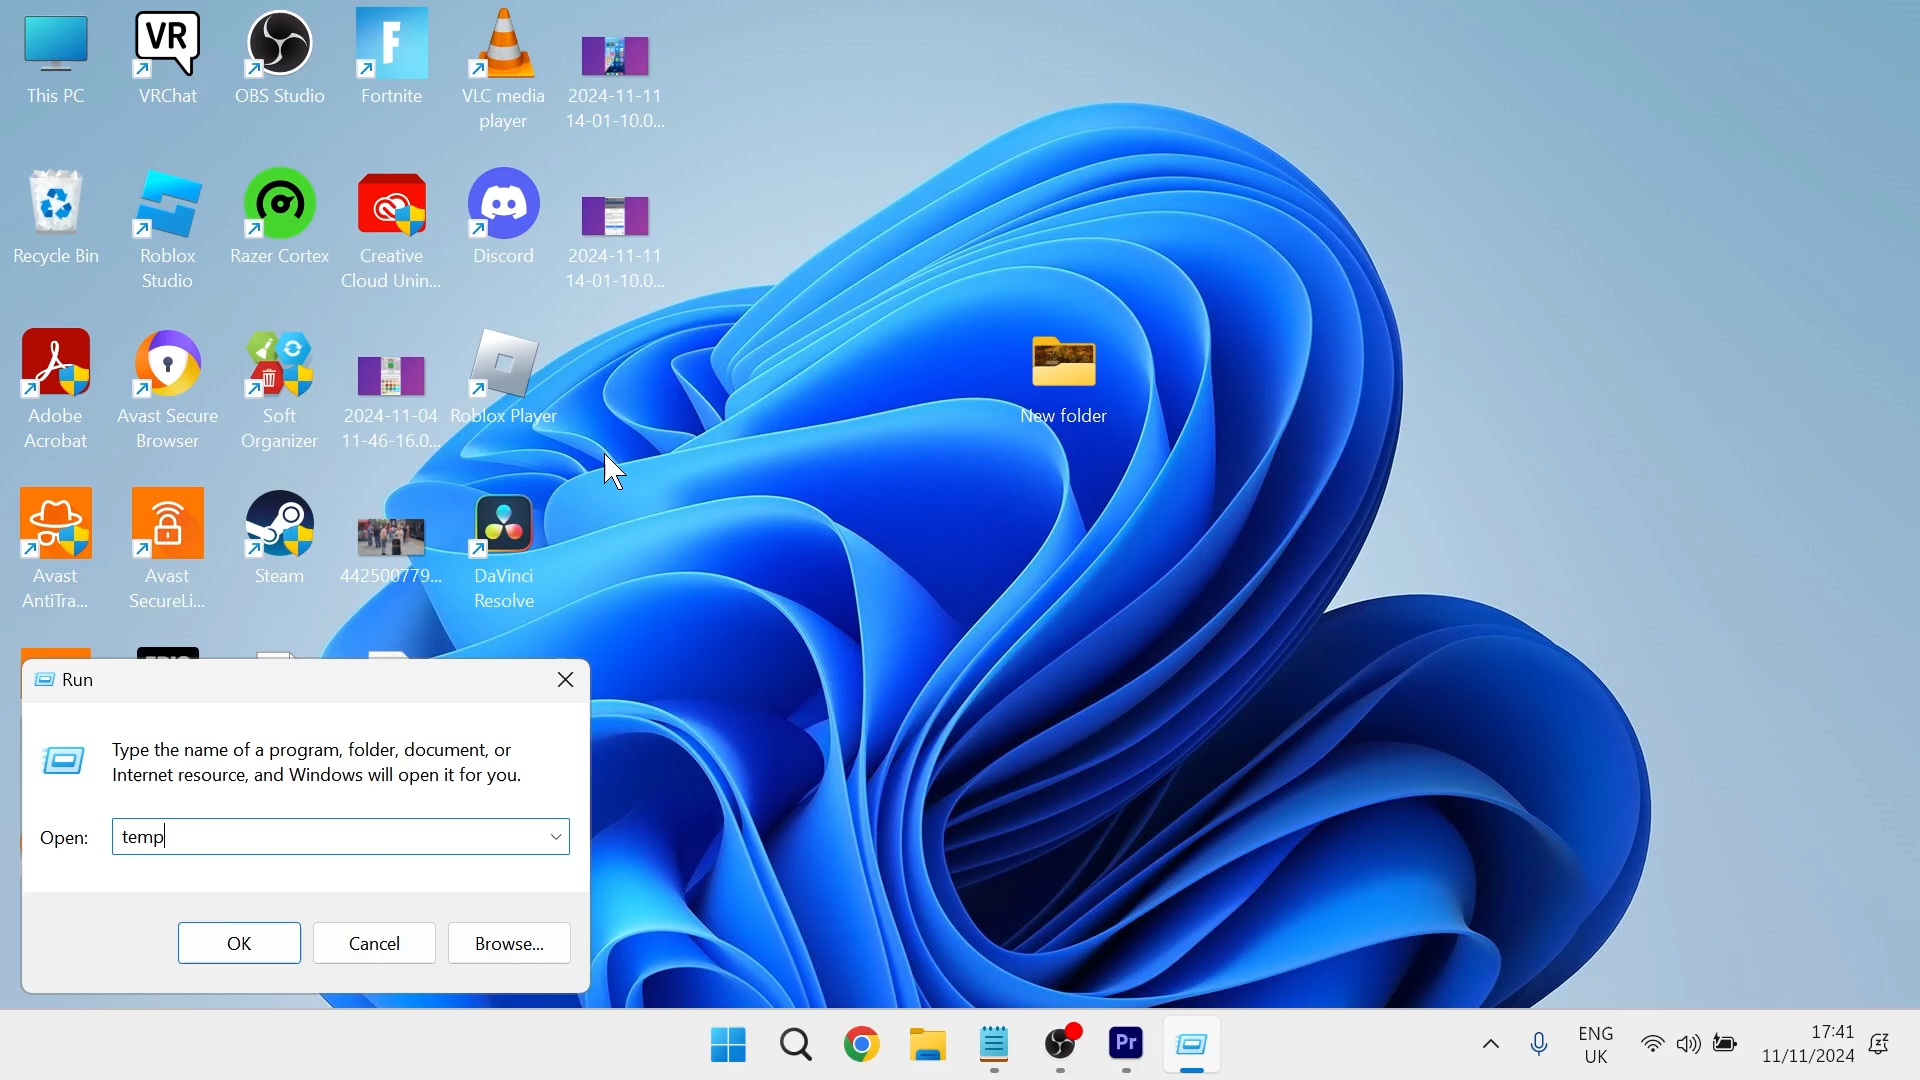 This PC
VR
VRChat
OBS Studio
F
Fortnite
VLC media
player
2024-11-11
14-01-10.0...
Recycle Bin
Roblox
Studio
Razer Cortex
Creative
Cloud Unin...
Discord
2024-11-11
14-01-10.0...
Adobe
Acrobat
Avast Secure
Browser
Soft
Organizer
2024-11-04
11-46-16.0...
Roblox Player
New folder
Avast
AntiTra...
Avast
SecureLi...
Steam
442500779...
DaVinci
Resolve
Run
Type the name of a program, folder, document, or
Internet resource, and Windows will open it for you.
Open:
temp
OK
Cancel
Browse...
Pr
ENG
UK
17:41
11/11/2024